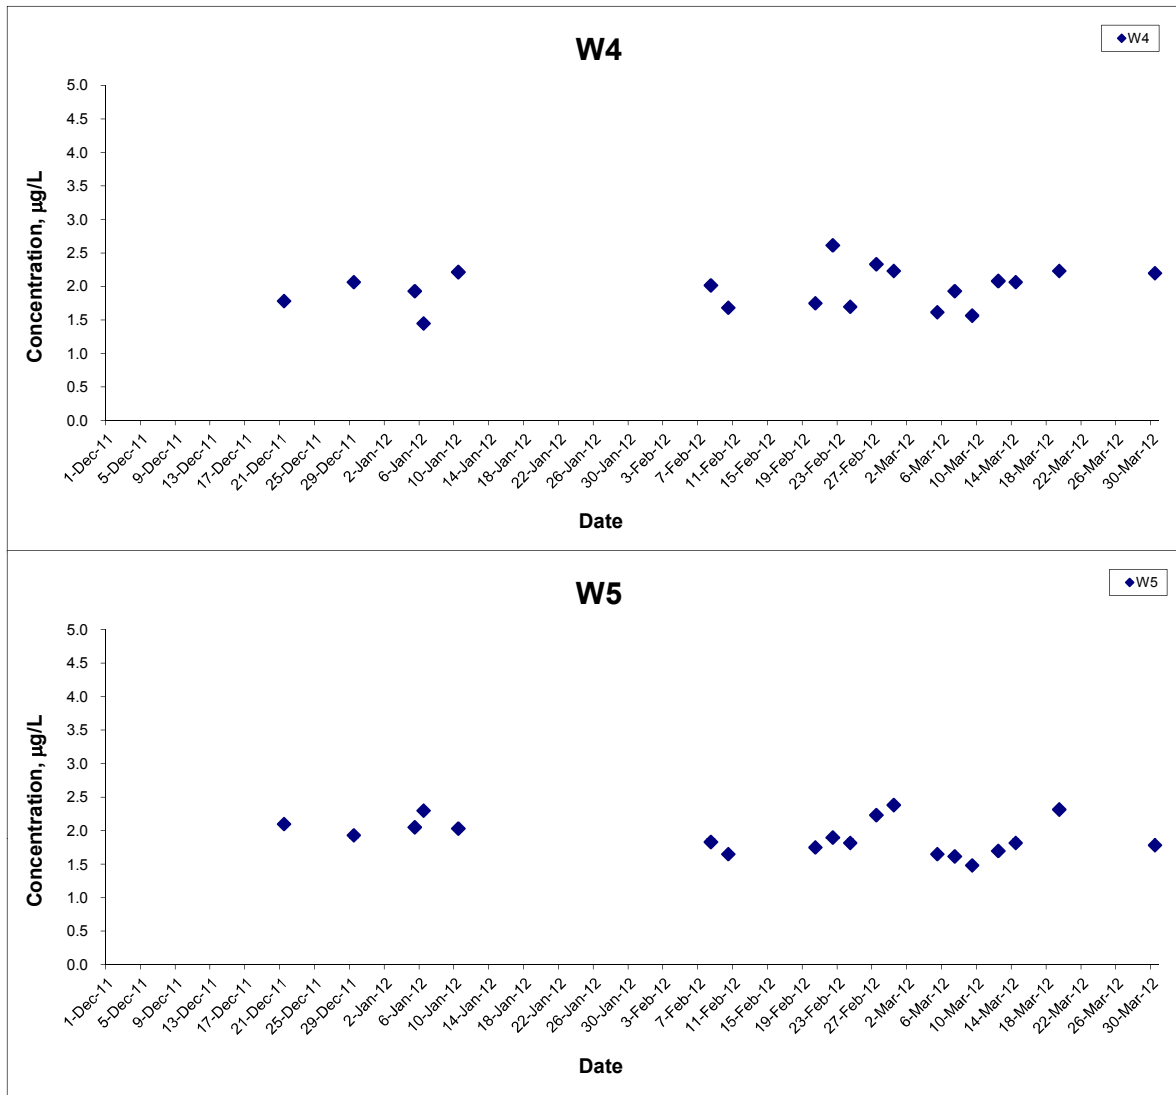 W4
W4
5.0
4.5
4.0
3.5
3.0
2.5
2.0
1.5
1.0
0.5
0.0
Concentration, µg/L
1-Dec-11
5-Dec-11
9-Dec-11
13-Dec-11
17-Dec-11
21-Dec-11
25-Dec-11
29-Dec-11
2-Jan-12
6-Jan-12
10-Jan-12
14-Jan-12
18-Jan-12
22-Jan-12
26-Jan-12
30-Jan-12
3-Feb-12
7-Feb-12
11-Feb-12
15-Feb-12
19-Feb-12
23-Feb-12
27-Feb-12
2-Mar-12
6-Mar-12
10-Mar-12
14-Mar-12
18-Mar-12
22-Mar-12
26-Mar-12
30-Mar-12
Date
W5
W5
5.0
4.5
4.0
3.5
3.0
2.5
2.0
1.5
1.0
0.5
0.0
Concentration, µg/L
1-Dec-11
5-Dec-11
9-Dec-11
13-Dec-11
17-Dec-11
21-Dec-11
25-Dec-11
29-Dec-11
2-Jan-12
6-Jan-12
10-Jan-12
14-Jan-12
18-Jan-12
22-Jan-12
26-Jan-12
30-Jan-12
3-Feb-12
7-Feb-12
11-Feb-12
15-Feb-12
19-Feb-12
23-Feb-12
27-Feb-12
2-Mar-12
6-Mar-12
10-Mar-12
14-Mar-12
18-Mar-12
22-Mar-12
26-Mar-12
30-Mar-12
Date